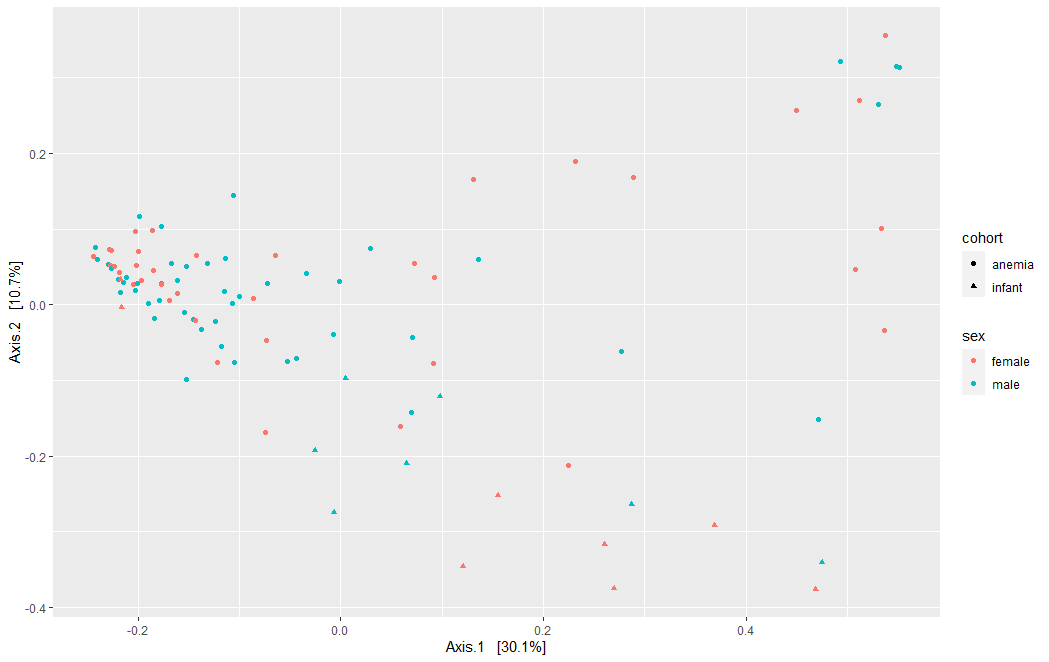 0.2
0.0
-0.2
-0.4
Axis.2 [10.7%]
-0.2
0.0
0.2
0.4
Axis.1 [30.1%]
cohort
anemia
infant
sex
female
male